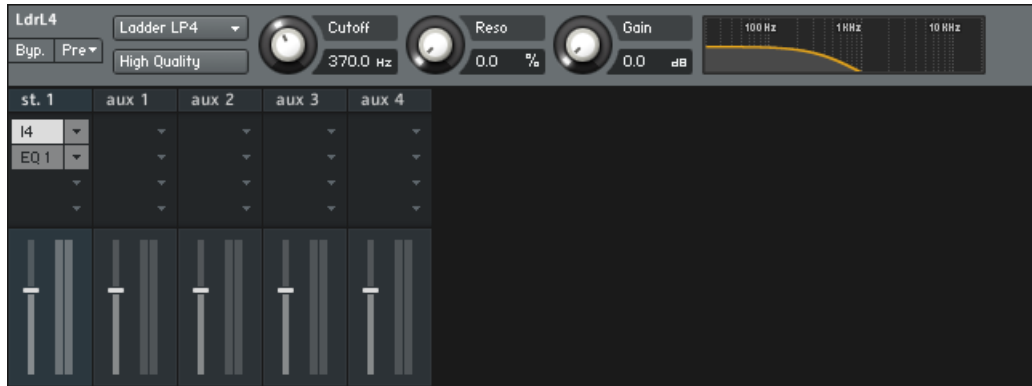 LdrL4 Ladder LP4 Cutoff Reso Gain 100 Hz 1 KHz 10 KHz
Byp. Pre High Quality 370.0 Hz 0.0 % 0.0 dB
st. 1 aux 1 aux 2 aux 3 aux 4
I4
EQ 1